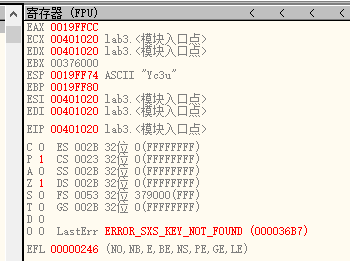 寄存器 (FPU) < < < <
EAX 0019FFCC
ECX 00401020 lab3.<模块入口点>
EDX 00401020 lab3.<模块入口点>
EBX 00376000
ESP 0019FF74 ASCII "Yc3u"
EBP 0019FF80
ESI 00401020 lab3.<模块入口点>
EDI 00401020 lab3.<模块入口点>
EIP 00401020 lab3.<模块入口点>
C 0 ES 002B 32位 0(FFFFFFFF)
P 1 CS 0023 32位 0(FFFFFFFF)
A 0 SS 002B 32位 0(FFFFFFFF)
Z 1 DS 002B 32位 0(FFFFFFFF)
S 0 FS 0053 32位 379000(FFF)
T 0 GS 002B 32位 0(FFFFFFFF)
D 0
O 0 LastErr ERROR_SXS_KEY_NOT_FOUND (000036B7)
EFL 00000246 (NO,NB,E,BE,NS,PE,GE,LE)